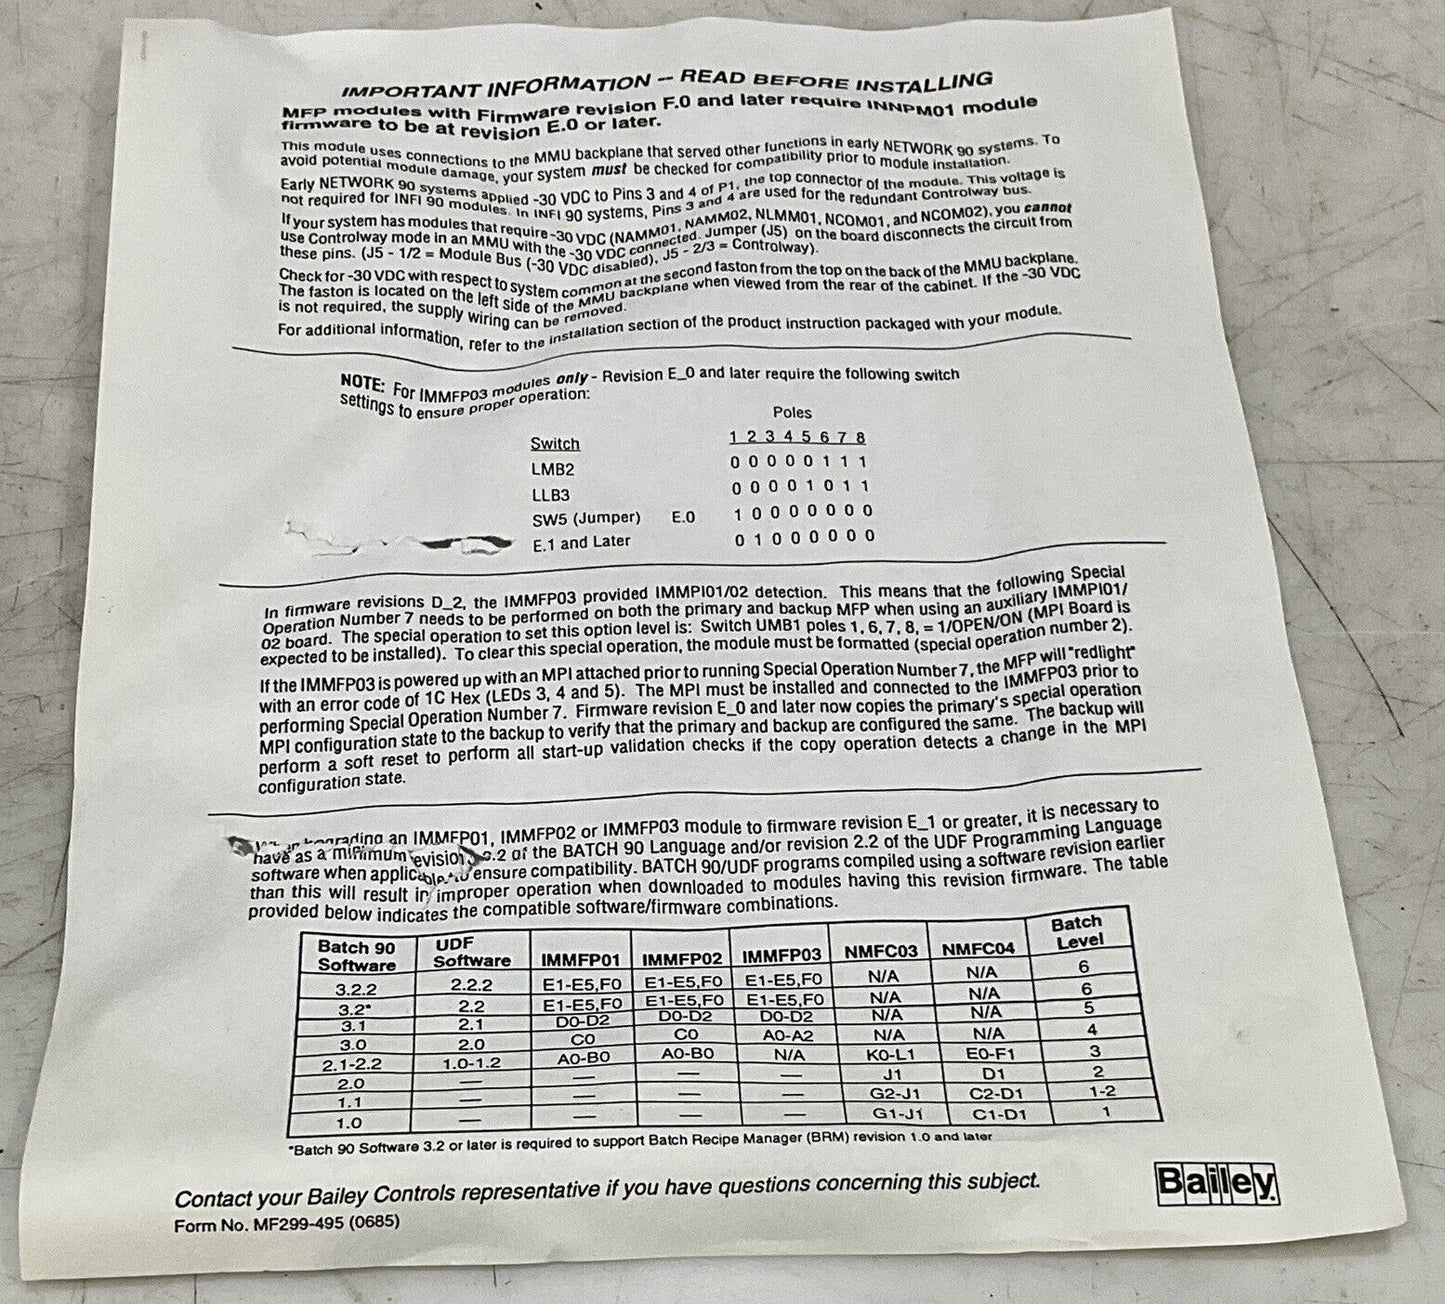 IMPORTANT INFORMATION -- READ BEFORE INSTALLING
MFP modules with Firmware revision F.0 and later require INNPM01 module
firmware to be at revision E.0 or later.
This module uses connections to the MMU backplane that served other functions in early NETWORK 90 systems. To
avoid potential module damage, your system must be checked for compatibility prior to module installation.
Early NETWORK 90 systems applied -30 VDC to Pins 3 and 4 of P1, the top connector of the module. This voltage is
not required for INFI 90 modules. In INFI 90 systems, Pins 3 and 4 are used for the redundant Controlway bus.
If your system has modules that require -30 VDC (NAMM01, NAMM02, NLMM01, NCOM01, and NCOM02), you cannot
use Controlway mode in an MMU with the -30 VDC connected. Jumper (J5) on the board disconnects the circuit from
these pins. (J5 - 1/2 = Module Bus (-30 VDC disabled), J5 - 2/3 = Controlway).
Check for -30 VDC with respect to system common at the second faston from the top on the back of the MMU backplane.
The faston is located on the left side of the MMU backplane when viewed from the rear of the cabinet. If the -30 VDC
is not required, the supply wiring can be removed.
For additional information, refer to the installation section of the product instruction packaged with your module.
NOTE: For IMMFP03 modules only - Revision E_0 and later require the following switch
settings to ensure proper operation:
Poles
Switch 1 2 3 4 5 6 7 8
LMB2 0 0 0 0 0 1 1 1
LLB3 0 0 0 0 1 0 1 1
SW5 (Jumper) E.0 1 0 0 0 0 0 0 0
E.1 and Later 0 1 0 0 0 0 0 0
In firmware revisions D_2, the IMMFP03 provided IMMPI01/02 detection. This means that the following Special
Operation Number 7 needs to be performed on both the primary and backup MFP when using an auxiliary IMMPI01/
02 board. The special operation to set this option level is: Switch UMB1 poles 1, 6, 7, 8, = 1/OPEN/ON (MPI Board is
expected to be installed). To clear this special operation, the module must be formatted (special operation number 2).
If the IMMFP03 is powered up with an MPI attached prior to running Special Operation Number 7, the MFP will "redlight"
with an error code of 1C Hex (LEDs 3, 4 and 5). The MPI must be installed and connected to the IMMFP03 prior to
performing Special Operation Number 7. Firmware revision E_0 and later now copies the primary's special operation
MPI configuration state to the backup to verify that the primary and backup are configured the same. The backup will
perform a soft reset to perform all start-up validation checks if the copy operation detects a change in the MPI
configuration state.
an IMMFP01, IMMFP02 or IMMFP03 module to firmware revision E_1 or greater, it is necessary to
have as a minimum .2 of the BATCH 90 Language and/or revision 2.2 of the UDF Programming Language
software when ensure compatibility. BATCH 90/UDF programs compiled using a software revision earlier
than this will result in improper operation when downloaded to modules having this revision firmware. The table
provided below indicates the compatible software/firmware combinations.
Batch 90 Software UDF Software IMMFP01 IMMFP02 IMMFP03 NMFC03 NMFC04 Batch Level
3.2.2 2.2.2 E1-E5,F0 E1-E5,F0 E1-E5,F0 N/A N/A 6
3.2* 2.2 E1-E5,F0 E1-E5,F0 E1-E5,F0 N/A N/A 6
3.1 2.1 D0-D2 D0-D2 D0-D2 N/A N/A 5
3.0 2.0 C0 C0 A0-A2 N/A N/A 4
2.1-2.2 1.0-1.2 A0-B0 A0-B0 N/A K0-L1 E0-F1 3
2.0 — — — — J1 D1 2
1.1 — — — — G2-J1 C2-D1 1-2
1.0 — — — — G1-J1 C1-D1 1
*Batch 90 Software 3.2 or later is required to support Batch Recipe Manager (BRM) revision 1.0 and later
Contact your Bailey Controls representative if you have questions concerning this subject.
Bailey
Form No. MF299-495 (0685)